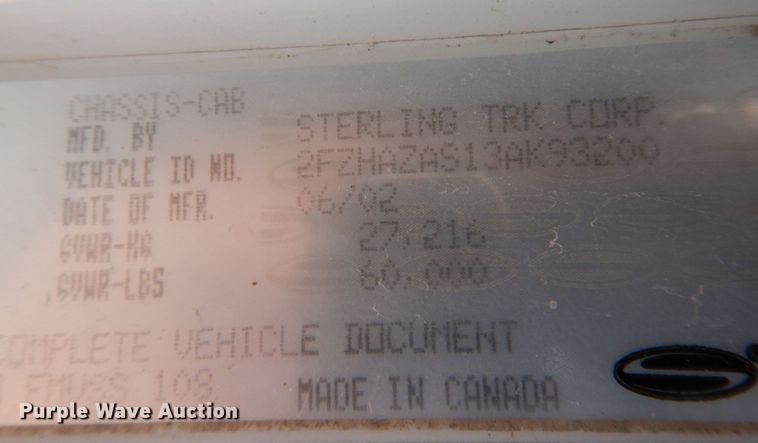 CHASSIS-CAB
MFD. BY STERLING TRK CORP.
VEHICLE ID NO. 2FZHAZAS13AK93200
DATE OF MFR. 06/02
GVWR-KG 27,216
GVWR-LBS 60,000
COMPLETE VEHICLE DOCUMENT
FMVSS 108 MADE IN CANADA
Purple Wave Auction